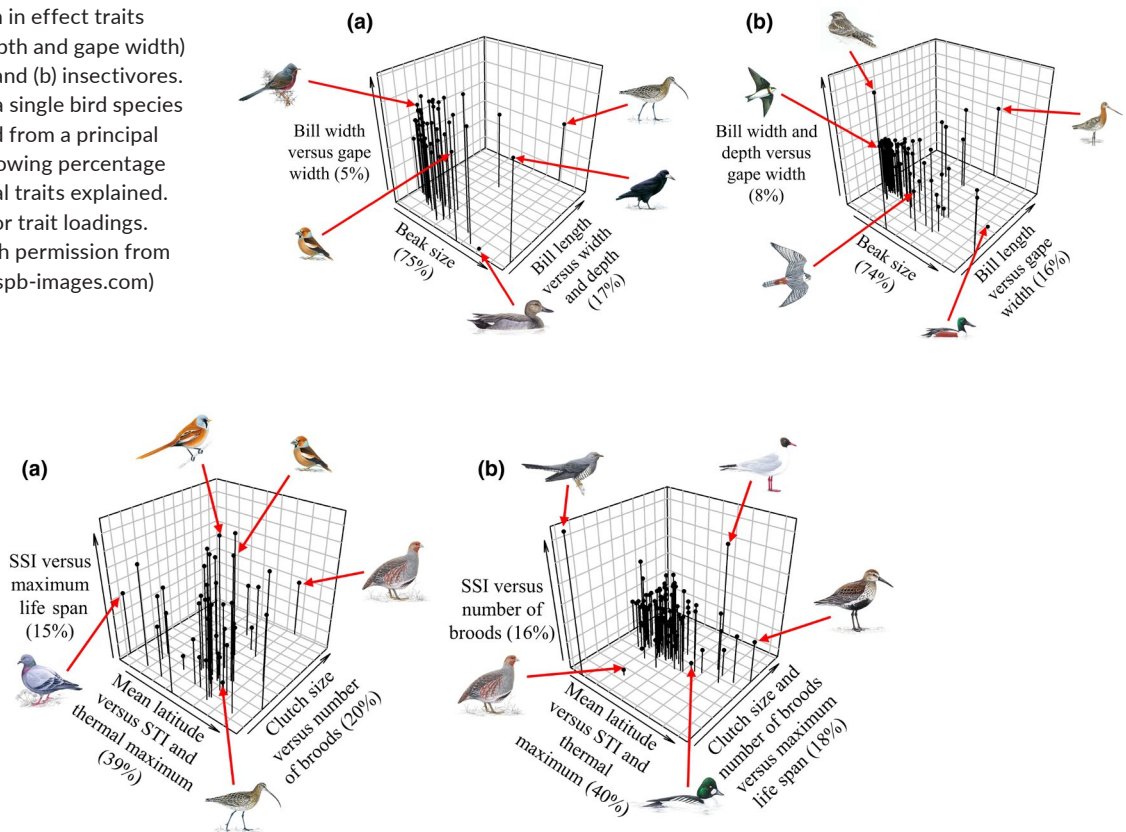 in effect traits
pth and gape width)
and (b) insectivores.
a single bird species
d from a principal
owing percentage
al traits explained.
or trait loadings.
h permission from
spb-images.com)
(a)
Bill width
versus gape
width (5%)
Beak size
(75%)
Bill length
versus width
and depth
(17%)
(b)
Bill width and
depth versus
gape width
(8%)
Beak size
(74%)
Bill length
versus gape
width (16%)
(a)
SSI versus
maximum
life span
(15%)
Mean latitude
versus STI and
thermal maximum
(39%)
Clutch size
versus number
of broods (20%)
(b)
SSI versus
number of
broods (16%)
Mean latitude
versus STI and
thermal
maximum (40%)
Clutch size and
number of broods
versus maximum
life span (18%)